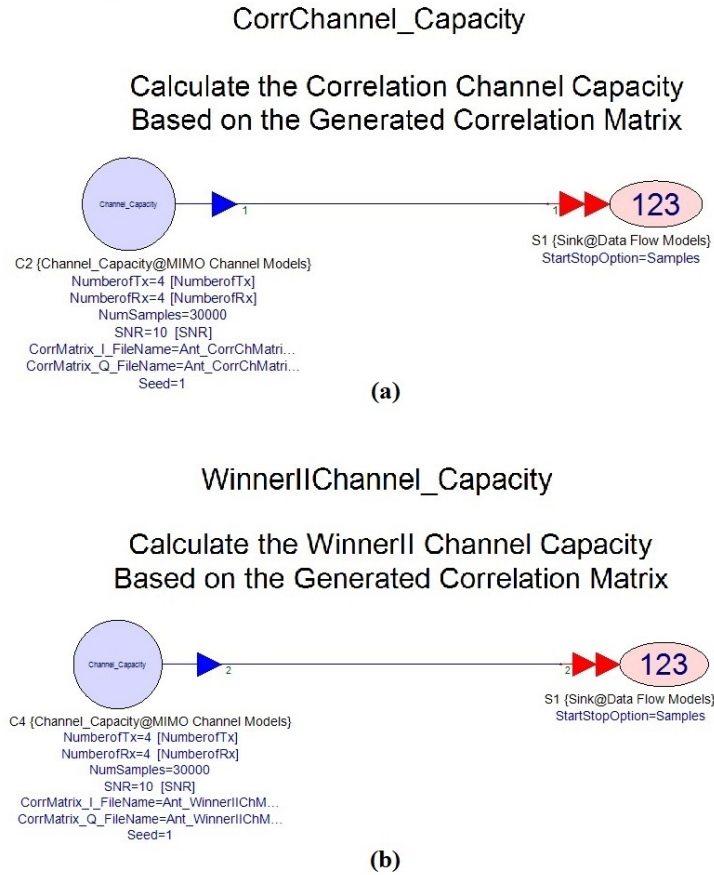 CorrChannel_Capacity
Calculate the Correlation Channel Capacity
Based on the Generated Correlation Matrix
Channel_Capacity
1
1
123
S1 {Sink@Data Flow Models}
StartStopOption=Samples
C2 {Channel_Capacity@MIMO Channel Models}
NumberofTx=4 [NumberofTx]
NumberofRx=4 [NumberofRx]
NumSamples=30000
SNR=10 [SNR]
CorrMatrix_I_FileName=Ant_CorrChMatri...
CorrMatrix_Q_FileName=Ant_CorrChMatri...
Seed=1
(a)
WinnerIIChannel_Capacity
Calculate the WinnerII Channel Capacity
Based on the Generated Correlation Matrix
Channel_Capacity
2
2
123
S1 {Sink@Data Flow Models}
StartStopOption=Samples
C4 {Channel_Capacity@MIMO Channel Models}
NumberofTx=4 [NumberofTx]
NumberofRx=4 [NumberofRx]
NumSamples=30000
SNR=10 [SNR]
CorrMatrix_I_FileName=Ant_WinnerIIChM...
CorrMatrix_Q_FileName=Ant_WinnerIIChM...
Seed=1
(b)